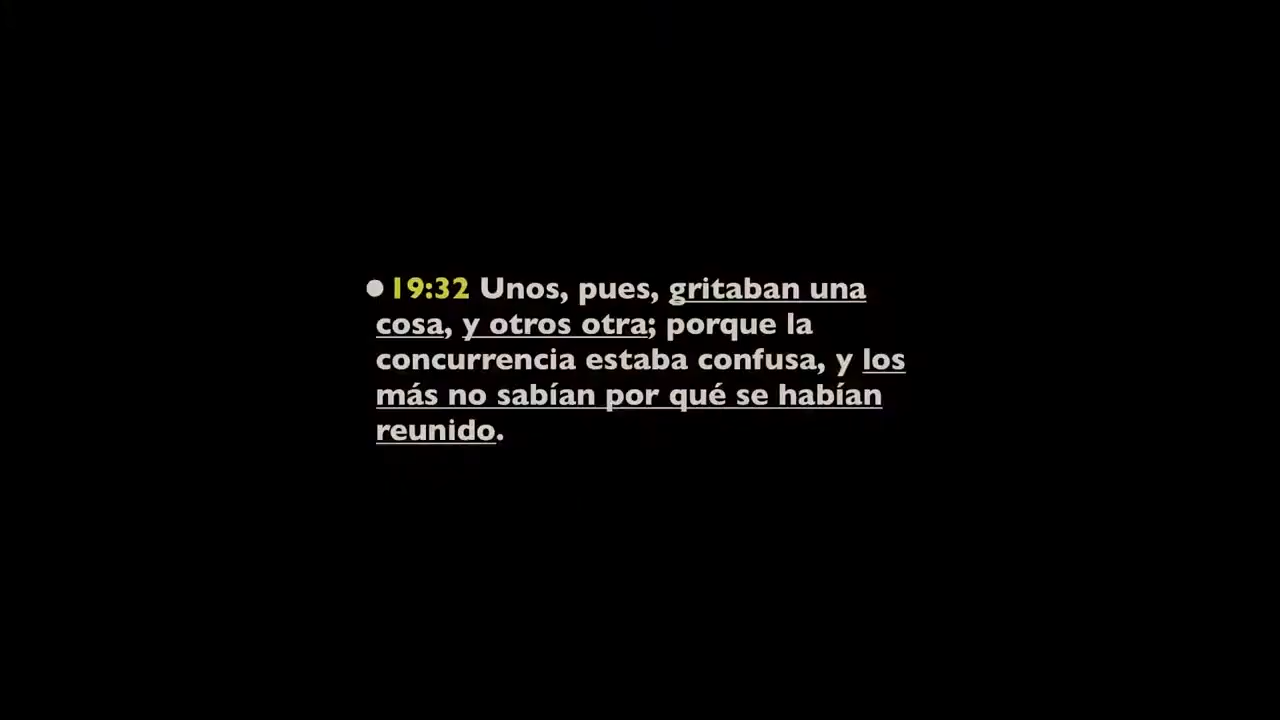 ●19:32 Unos, pues, gritaban una
cosa, y otros otra; porque la
concurrencia estaba confusa, y los
más no sabían por qué se habían
reunido.